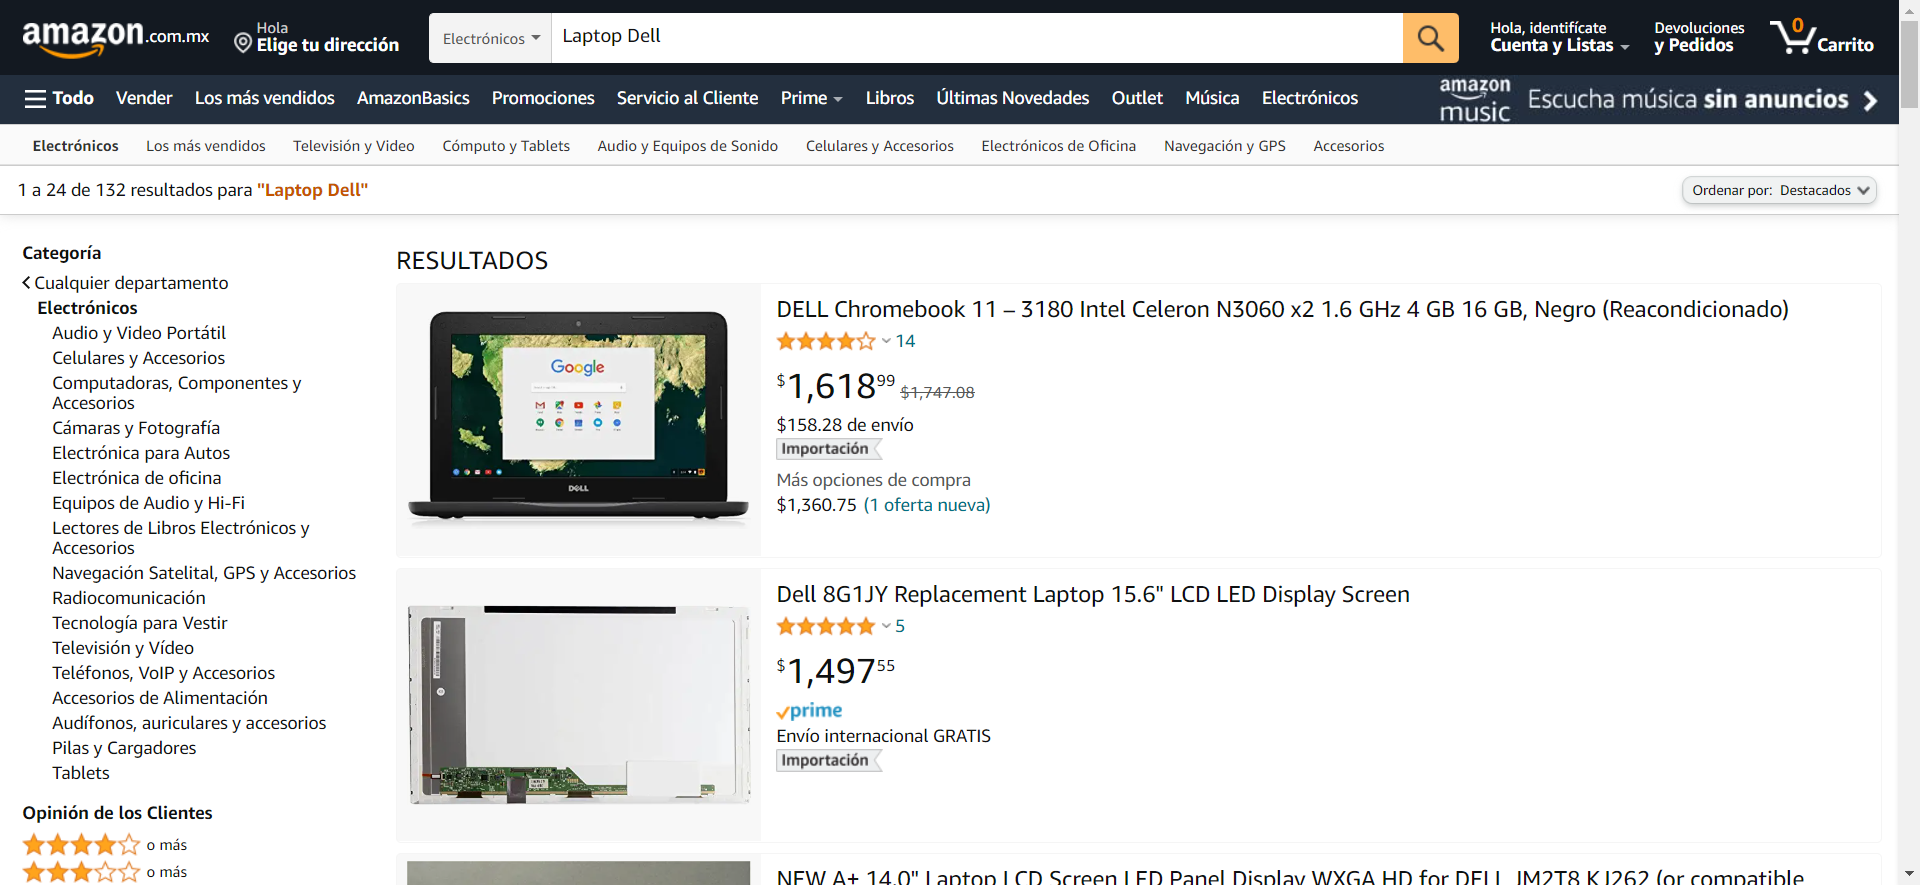 amazon.com.mx
Hola
Elige tu dirección
Electrónicos
Laptop Dell
Hola, identifícate
Cuenta y Listas
Devoluciones
y Pedidos
0
Carrito
Todo
Vender
Los más vendidos
AmazonBasics
Promociones
Servicio al Cliente
Prime
Libros
Últimas Novedades
Outlet
Música
Electrónicos
amazon music
Escucha música sin anuncios
Electrónicos
Los más vendidos
Televisión y Video
Cómputo y Tablets
Audio y Equipos de Sonido
Celulares y Accesorios
Electrónicos de Oficina
Navegación y GPS
Accesorios
1 a 24 de 132 resultados para "Laptop Dell"
Ordenar por: Destacados
Categoría
Cualquier departamento
Electrónicos
Audio y Video Portátil
Celulares y Accesorios
Computadoras, Componentes y
Accesorios
Cámaras y Fotografía
Electrónica para Autos
Electrónica de oficina
Equipos de Audio y Hi-Fi
Lectores de Libros Electrónicos y
Accesorios
Navegación Satelital, GPS y Accesorios
Radiocomunicación
Tecnología para Vestir
Televisión y Vídeo
Teléfonos, VoIP y Accesorios
Accesorios de Alimentación
Audífonos, auriculares y accesorios
Pilas y Cargadores
Tablets
Opinión de los Clientes
o más
o más
RESULTADOS
Google
DELL
DELL Chromebook 11 – 3180 Intel Celeron N3060 x2 1.6 GHz 4 GB 16 GB, Negro (Reacondicionado)
14
$1,618 99 $1,747.08
$158.28 de envío
Importación
Más opciones de compra
$1,360.75 (1 oferta nueva)
Dell 8G1JY Replacement Laptop 15.6" LCD LED Display Screen
5
$1,497 55
prime
Envío internacional GRATIS
Importación
NEW A+ 14.0" Laptop LCD Screen LED Panel Display WXGA HD for DELL JM2T8 KJ262 (or compatible